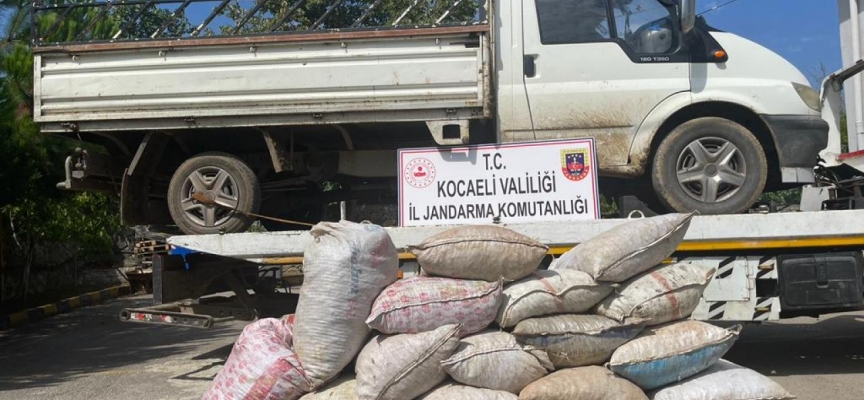 T.C.
KOCAELİ VALİLİĞİ
İL JANDARMA KOMUTANLIĞI